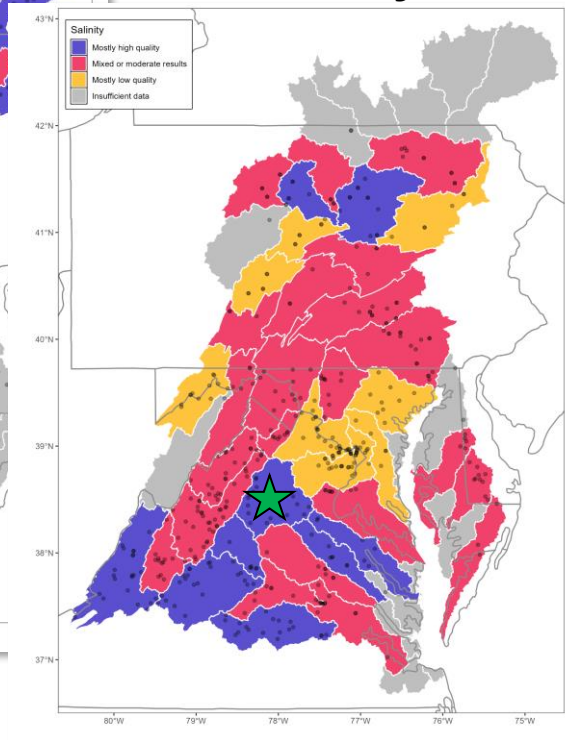 Salinity
Mostly high quality
Mixed or moderate results
Mostly low quality
Insufficient data
43°N
42°N
41°N
40°N
39°N
38°N
37°N
80°W
79°W
78°W
77°W
76°W
75°W